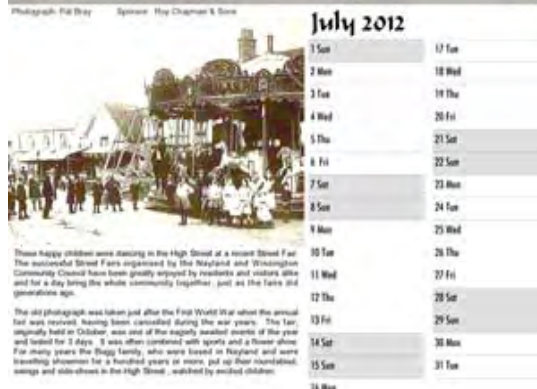 Photograph Pat Bray Sponsor Roy Chapman & Sons
July 2012
1 Sun
2 Mon
3 Tue
4 Wed
5 Thu
6 Fri
7 Sat
8 Sun
9 Mon
10 Tue
11 Wed
12 Thu
13 Fri
14 Sat
15 Sun
16 Mon
17 Tue
18 Wed
19 Thu
20 Fri
21 Sat
22 Sun
23 Mon
24 Tue
25 Wed
26 Thu
27 Fri
28 Sat
29 Sun
30 Mon
31 Tue
These happy children were dancing in the High Street at a recent Street Fair.
The successful Street Fairs organised by the Nayland and Wissington
Community Council have been greatly enjoyed by residents and visitors alike
and for a day bring the whole community together, just as the fairs did
generations ago.
The old photograph was taken just after the First World War when the annual
fair was revived, having been cancelled during the war years. The fair,
originally held in October, was one of the eagerly awaited events of the year
and lasted for 3 days. It was often combined with sports and a flower show.
For many years the Bugg family, who were based in Nayland and were
travelling showmen for a hundred years or more, put up their roundabout,
swings and side-shows in the High Street, watched by excited children.